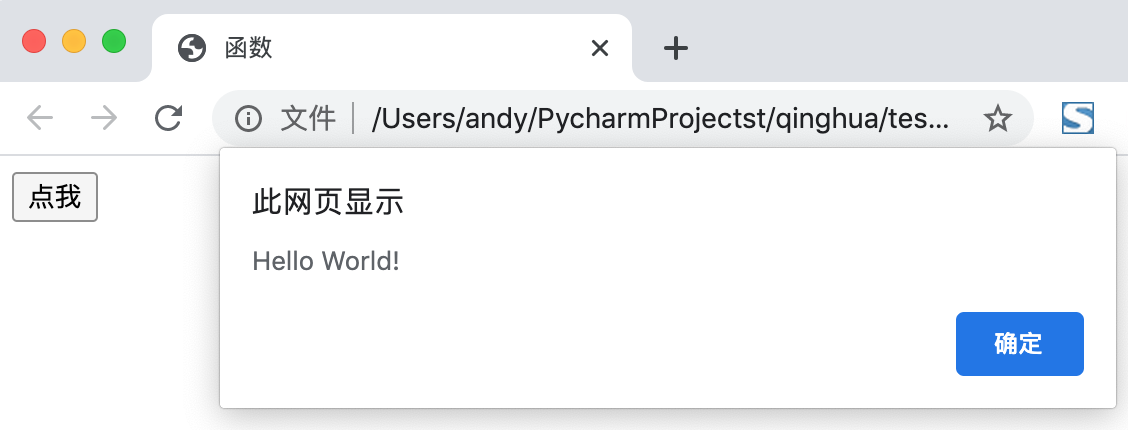 函数
文件 /Users/andy/PycharmProjectst/qinghua/tes...
点我
此网页显示
Hello World!
确定